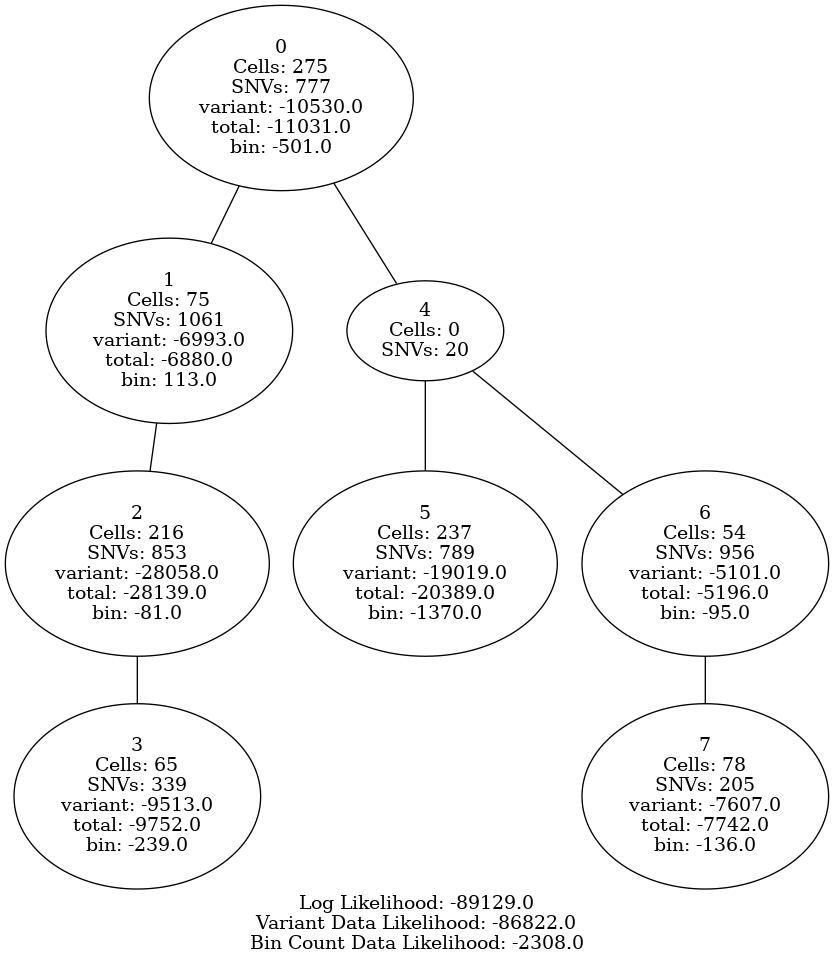 0
Cells: 275
SNVs: 777
variant: -10530.0
total: -11031.0
bin: -501.0
1
Cells: 75
SNVs: 1061
variant: -6993.0
total: -6880.0
bin: 113.0
4
Cells: 0
SNVs: 20
2
Cells: 216
SNVs: 853
variant: -28058.0
total: -28139.0
bin: -81.0
5
Cells: 237
SNVs: 789
variant: -19019.0
total: -20389.0
bin: -1370.0
6
Cells: 54
SNVs: 956
variant: -5101.0
total: -5196.0
bin: -95.0
3
Cells: 65
SNVs: 339
variant: -9513.0
total: -9752.0
bin: -239.0
7
Cells: 78
SNVs: 205
variant: -7607.0
total: -7742.0
bin: -136.0
Log Likelihood: -89129.0
Variant Data Likelihood: -86822.0
Bin Count Data Likelihood: -2308.0